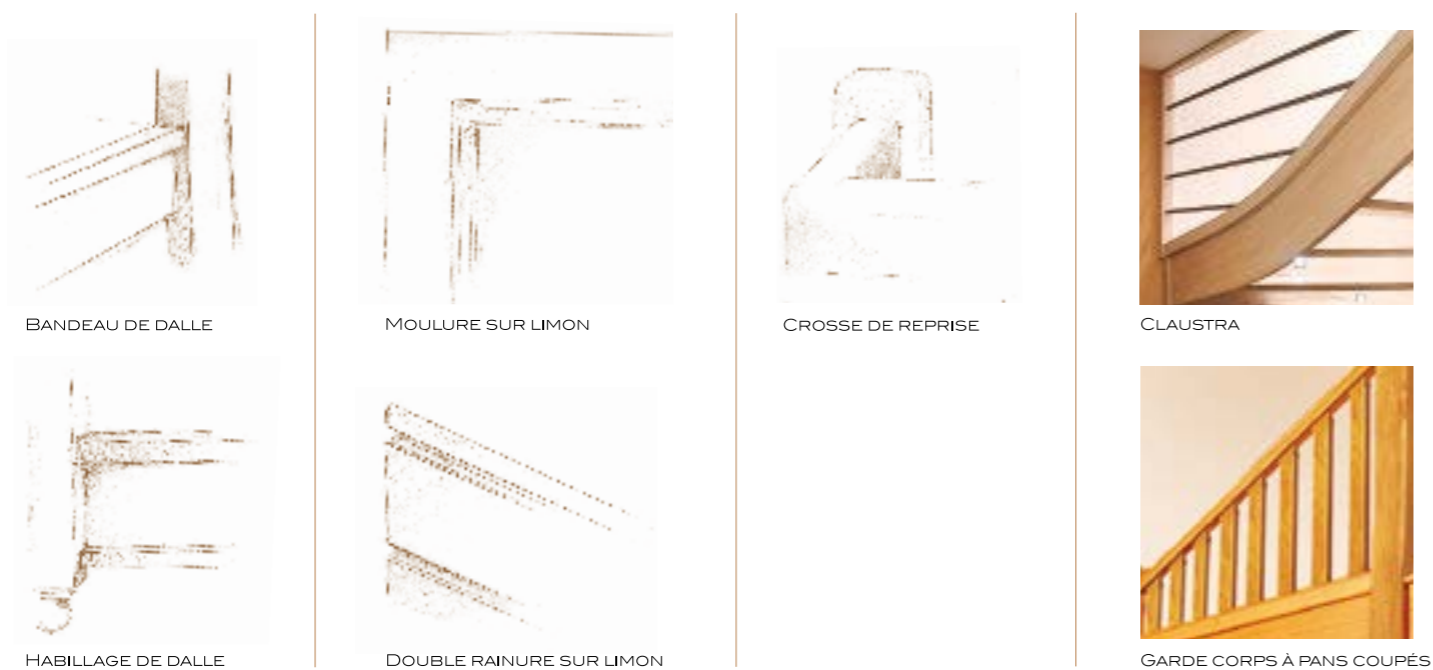 Bandeau de dalle
Moulure sur limon
Crosse de reprise
Claustra
Habillage de dalle
Double rainure sur limon
Garde corps à pans coupés